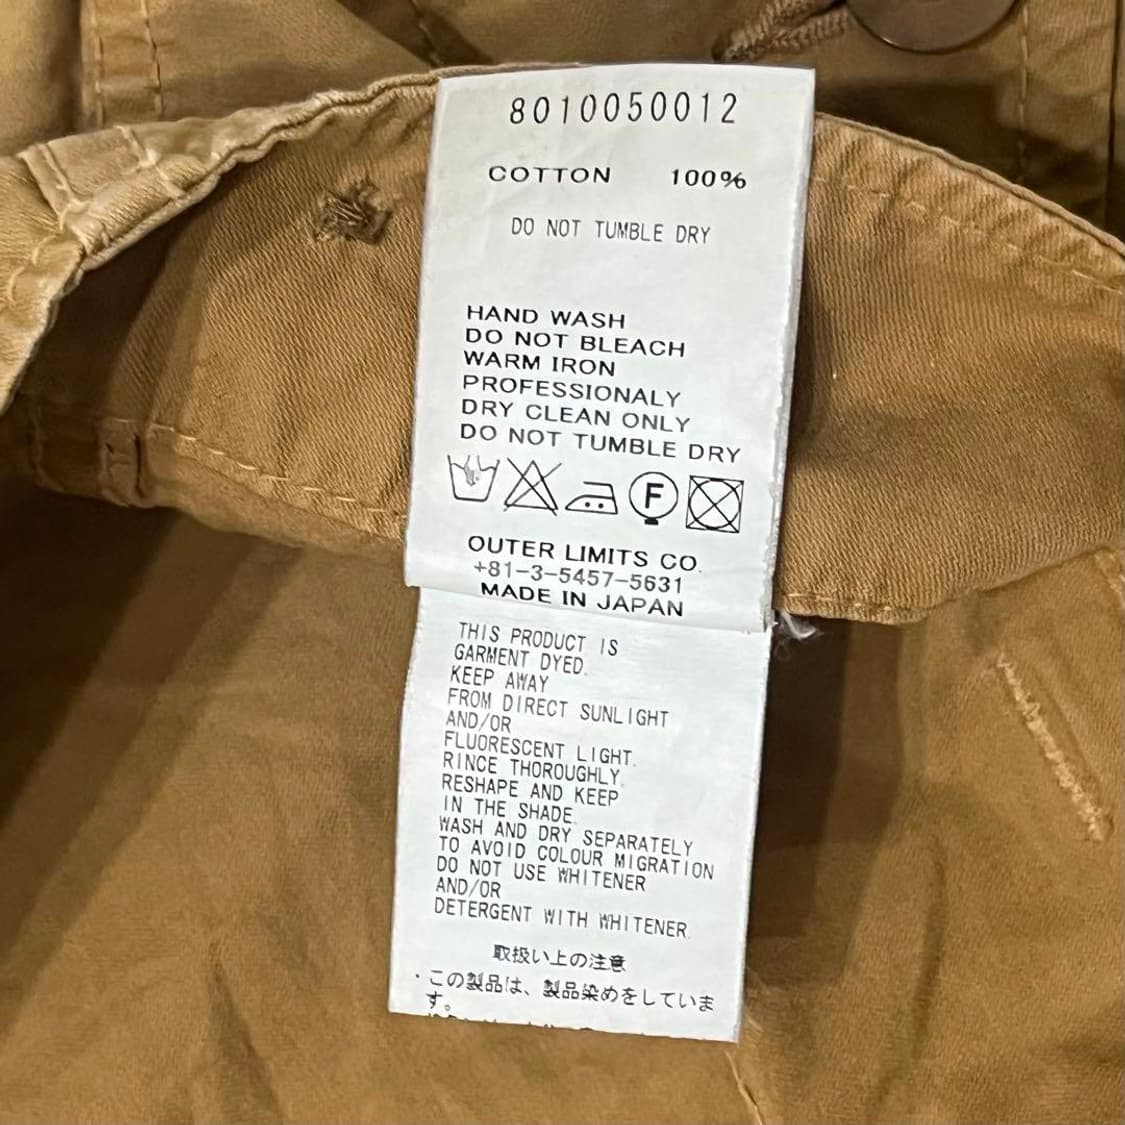 8010050012
COTTON 100%
DO NOT TUMBLE DRY
HAND WASH
DO NOT BLEACH
WARM IRON
PROFESSIONALY
DRY CLEAN ONLY
DO NOT TUMBLE DRY
F
OUTER LIMITS CO.
+81-3-5457-5631
MADE IN JAPAN
THIS PRODUCT IS
GARMENT DYED.
KEEP AWAY
FROM DIRECT SUNLIGHT
AND/OR
FLUORESCENT LIGHT.
RINCE THOROUGHLY.
RESHAPE AND KEEP
IN THE SHADE.
WASH AND DRY SEPARATELY
TO AVOID COLOUR MIGRATION
DO NOT USE WHITENER
AND/OR
DETERGENT WITH WHITENER.
取扱い上の注意
・この製品は、製品染めをしていま
す。